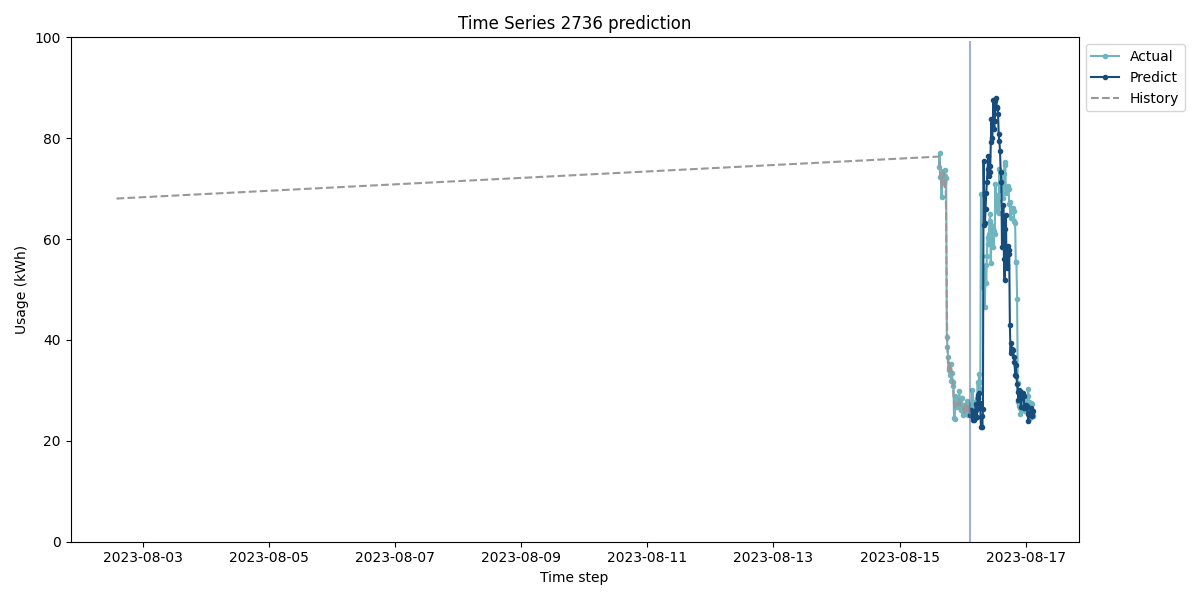 Time Series 2736 prediction
100
80
60
40
20
0
Usage (kWh)
2023-08-03
2023-08-05
2023-08-07
2023-08-09
2023-08-11
2023-08-13
2023-08-15
2023-08-17
Time step
Actual
Predict
History